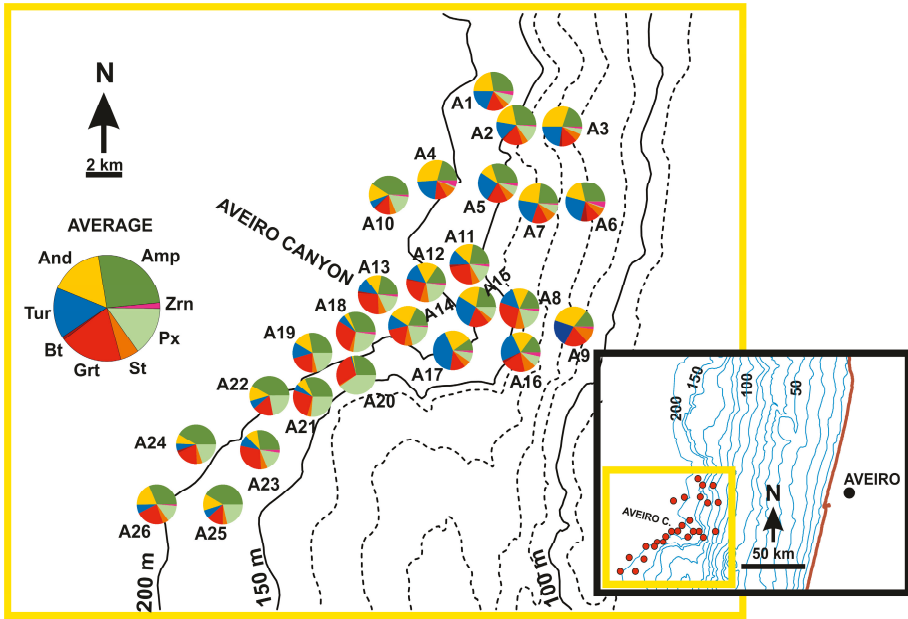 N
2 km
AVERAGE
And
Amp
Tur
Zrn
Bt
Px
Grt
St
AVEIRO CANYON
A1
A2
A3
A4
A5
A6
A7
A10
A11
A12
A13
A14
A15
A8
A9
A18
A19
A17
A16
A20
A22
A21
A24
A23
A26
A25
200 m
150 m
100 m
200
150
100
50
AVEIRO
AVEIRO C.
N
50 km